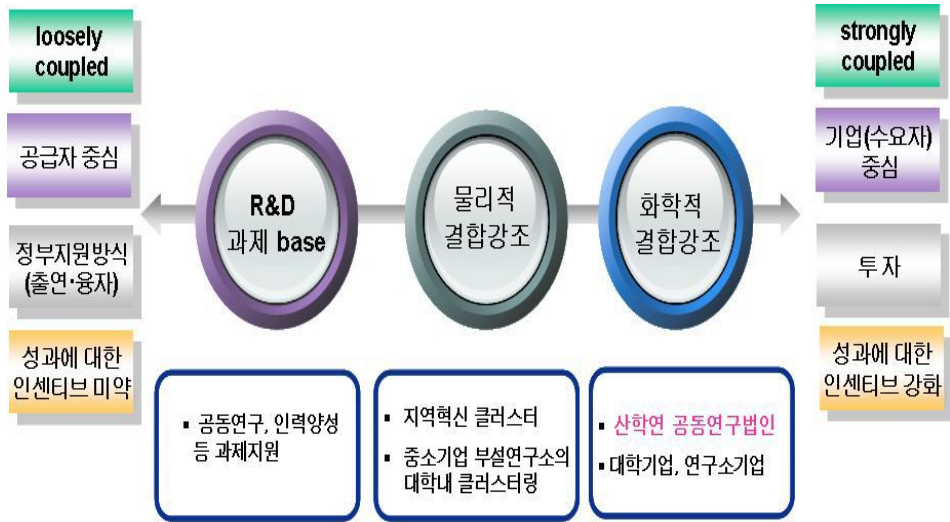 loosely
coupled
공급자 중심
정부지원방식
(출연·융자)
성과에 대한
인센티브 미약
R&D
과제 base
물리적
결합강조
화학적
결합강조
strongly
coupled
기업(수요자)
중심
투 자
성과에 대한
인센티브 강화
▪ 공동연구, 인력양성
등 과제지원
▪ 지역혁신 클러스터
▪ 중소기업 부설연구소의
대학내 클러스터링
▪ 산학연 공동연구법인
▪ 대학기업, 연구소기업